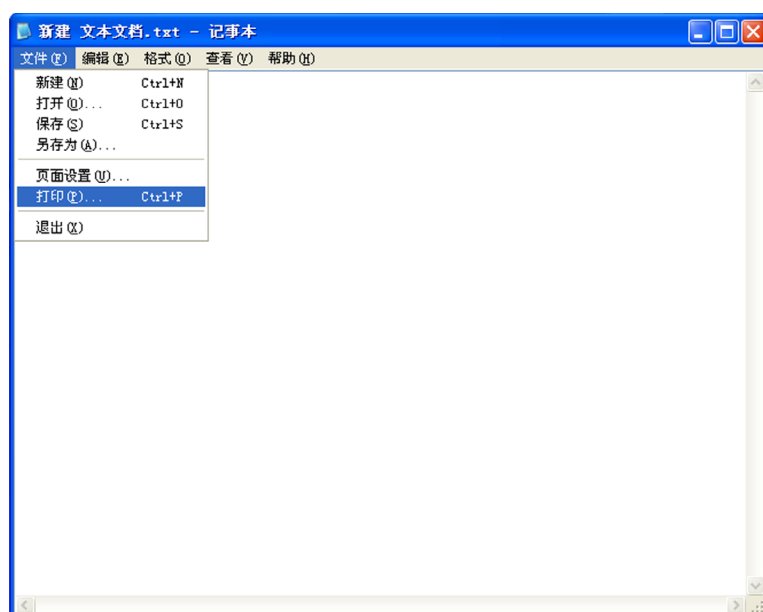 新建 文本文档.txt - 记事本
文件(F) 编辑(E) 格式(O) 查看(V) 帮助(H)
新建(N) Ctrl+N
打开(O)... Ctrl+O
保存(S) Ctrl+S
另存为(A)...
页面设置(U)...
打印(P)... Ctrl+P
退出(X)